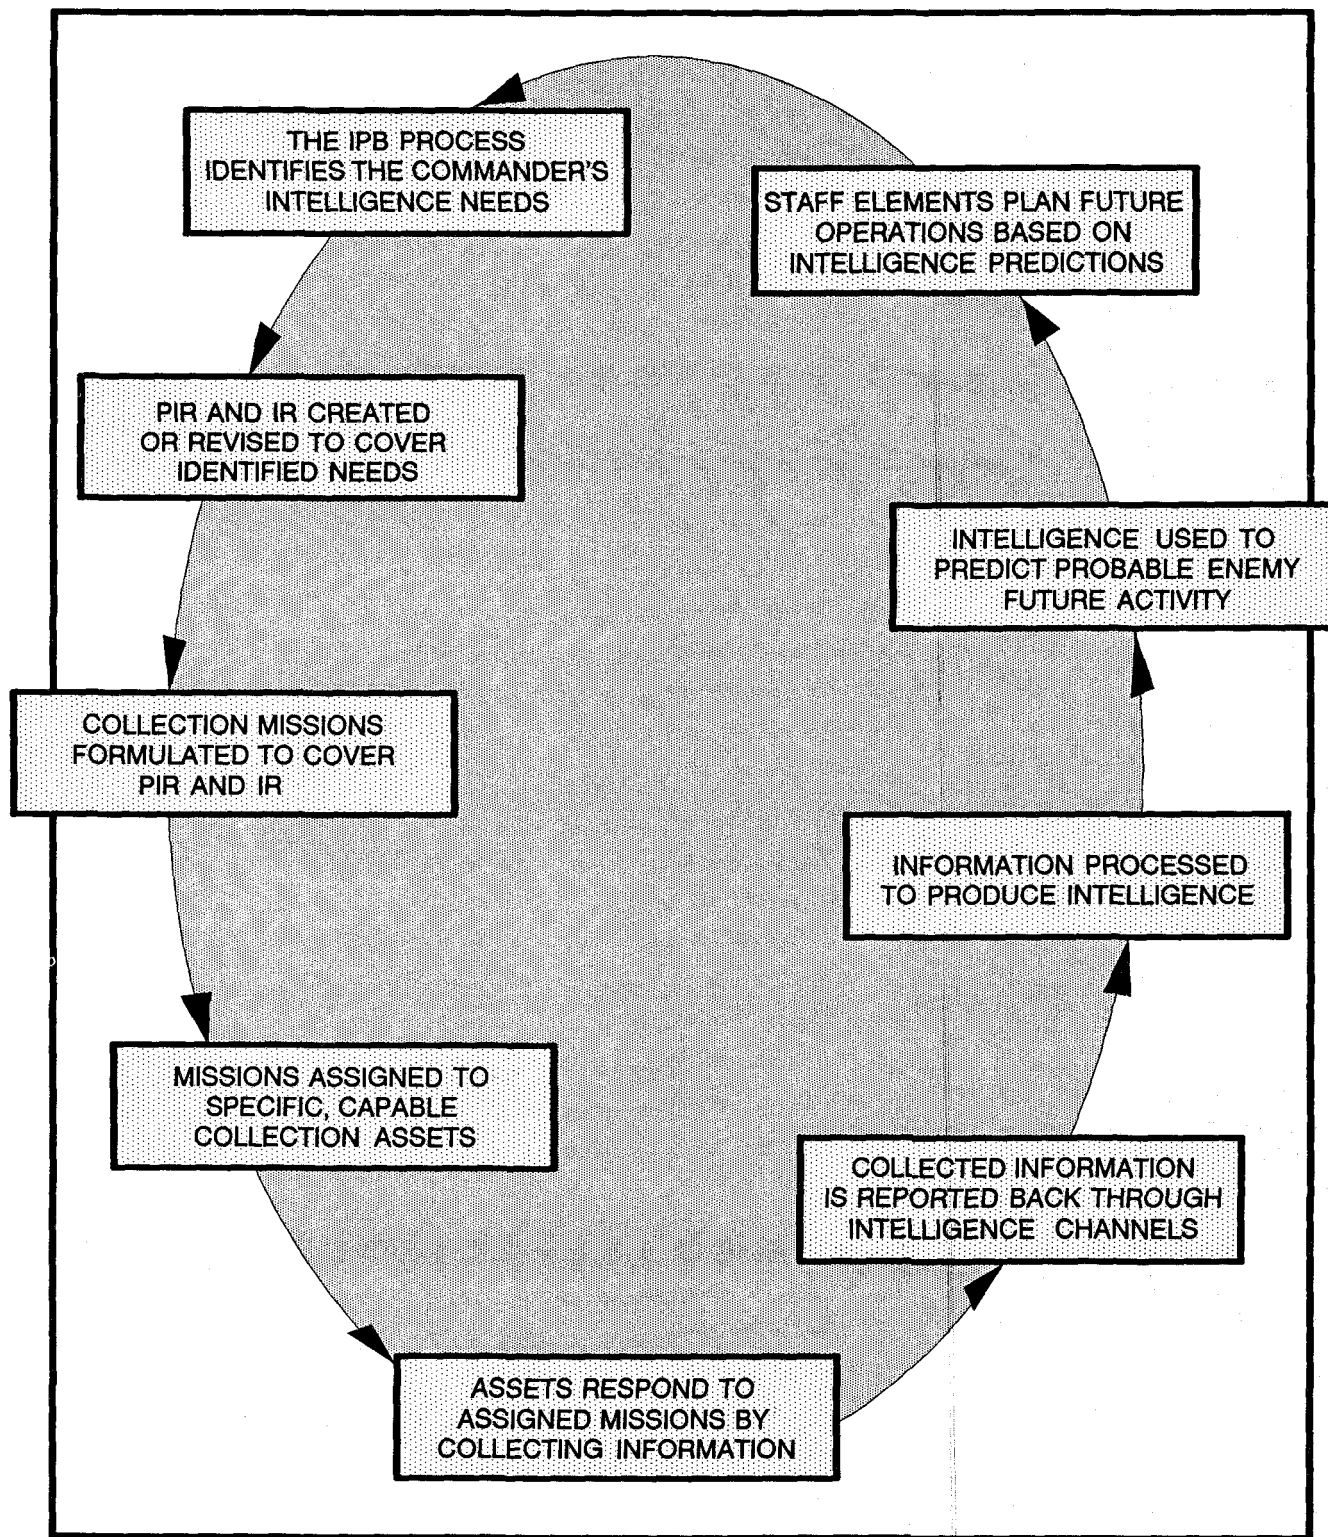 THE IPB PROCESS
IDENTIFIES THE COMMANDER'S
INTELLIGENCE NEEDS
STAFF ELEMENTS PLAN FUTURE
OPERATIONS BASED ON
INTELLIGENCE PREDICTIONS
PIR AND IR CREATED
OR REVISED TO COVER
IDENTIFIED NEEDS
INTELLIGENCE USED TO
PREDICT PROBABLE ENEMY
FUTURE ACTIVITY
COLLECTION MISSIONS
FORMULATED TO COVER
PIR AND IR
INFORMATION PROCESSED
TO PRODUCE INTELLIGENCE
MISSIONS ASSIGNED TO
SPECIFIC, CAPABLE
COLLECTION ASSETS
COLLECTED INFORMATION
IS REPORTED BACK THROUGH
INTELLIGENCE CHANNELS
ASSETS RESPOND TO
ASSIGNED MISSIONS BY
COLLECTING INFORMATION